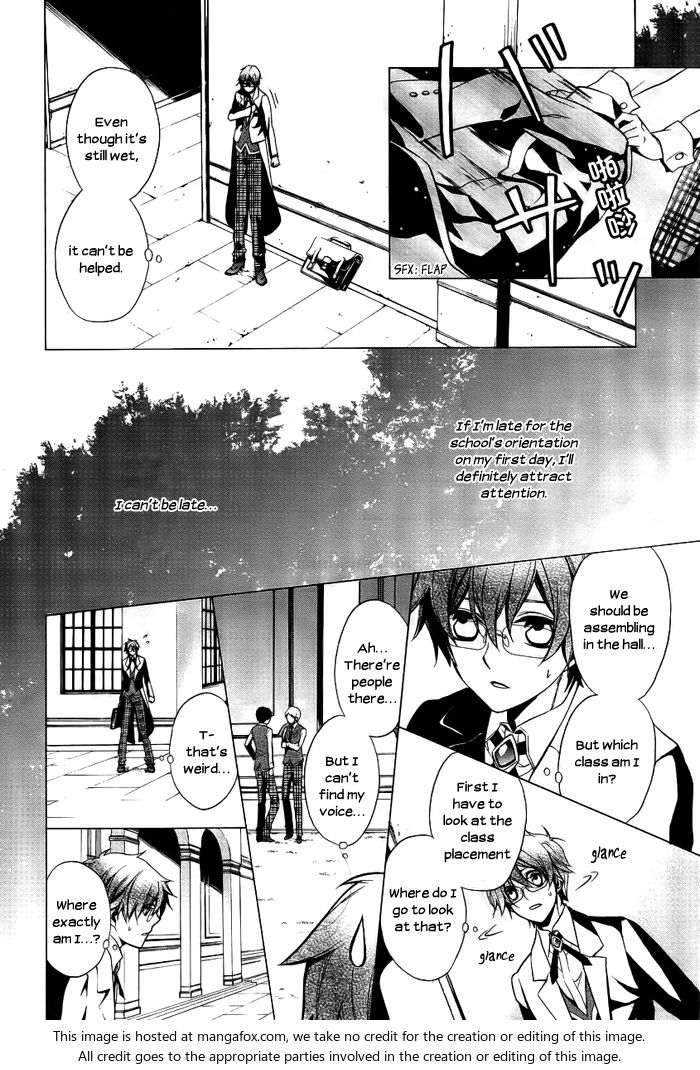 啪
啪
SFX: FLAP
Even
though it's
still wet,
it can't be
helped.
If I'm late for the
school's orientation
on my first day, I'll
definitely attract
attention.
I can't be late...
We
should be
assembling
in the hall...
But which
class am I
in?
First I
have to
look at the
class
placement
Where do I
go to look
at that?
glance
glance
Ah...
There're
people
there...
But I
can't
find my
voice...
T-
that's
weird...
Where
exactly
am I...?
This image is hosted at mangafox.com, we take no credit for the creation or editing of this image.
All credit goes to the appropriate parties involved in the creation or editing of this image.